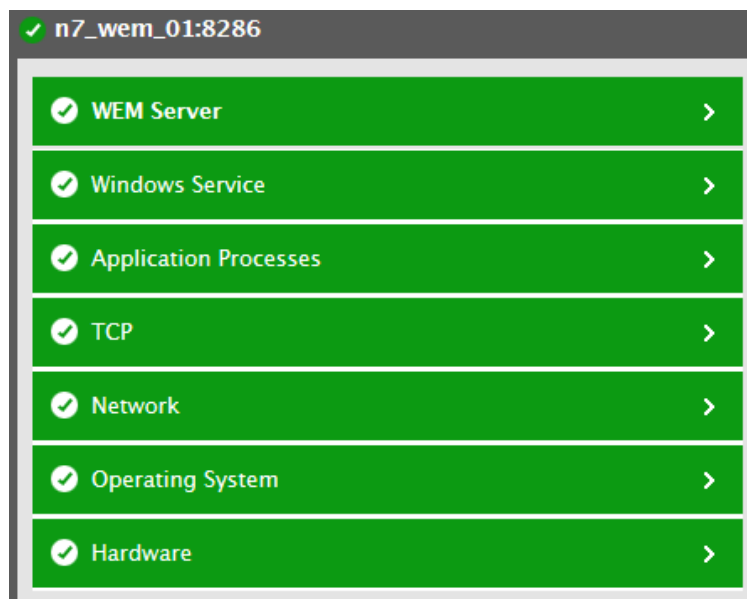 n7_wem_01:8286
WEM Server
Windows Service
Application Processes
TCP
Network
Operating System
Hardware